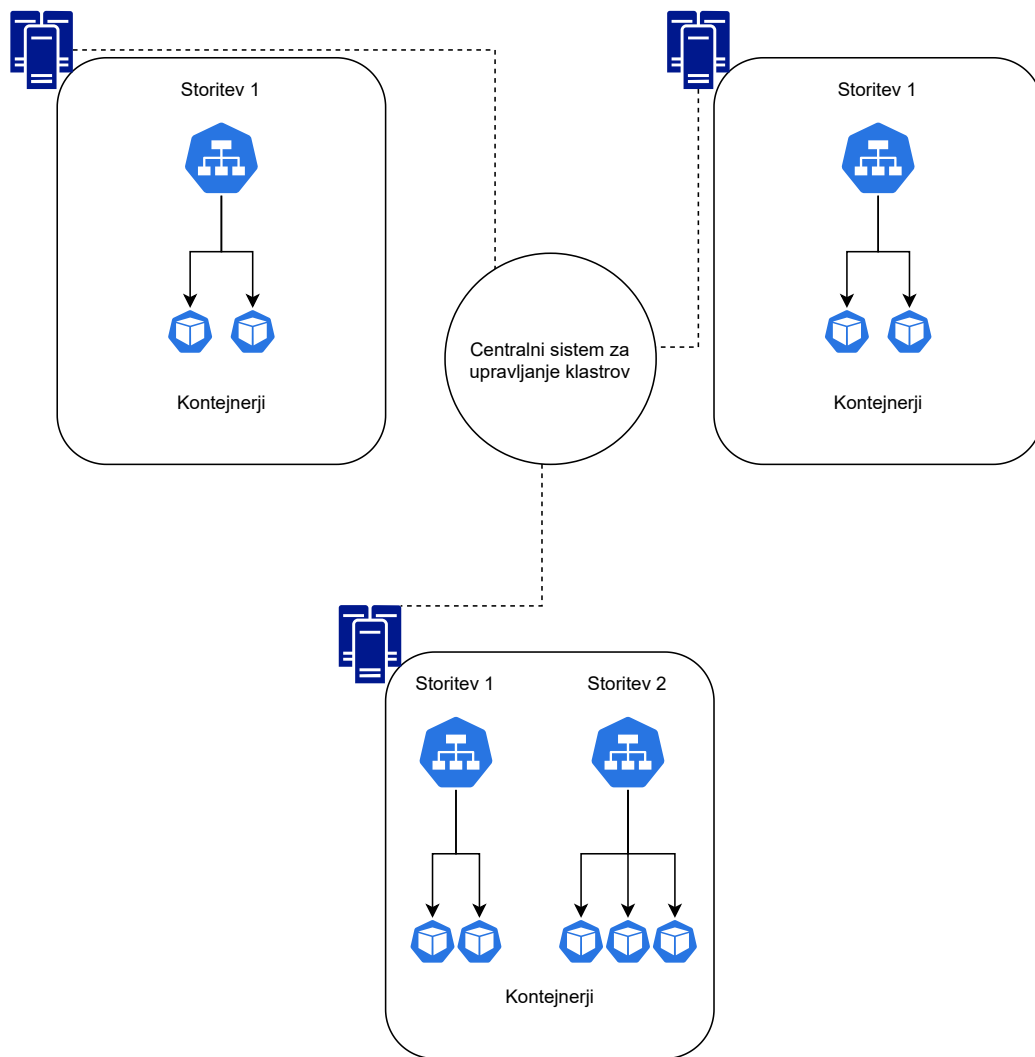 Storitev 1
Kontejnerji
Storitev 1
Kontejnerji
Centralni sistem za
upravljanje klastrov
Storitev 1
Storitev 2
Kontejnerji